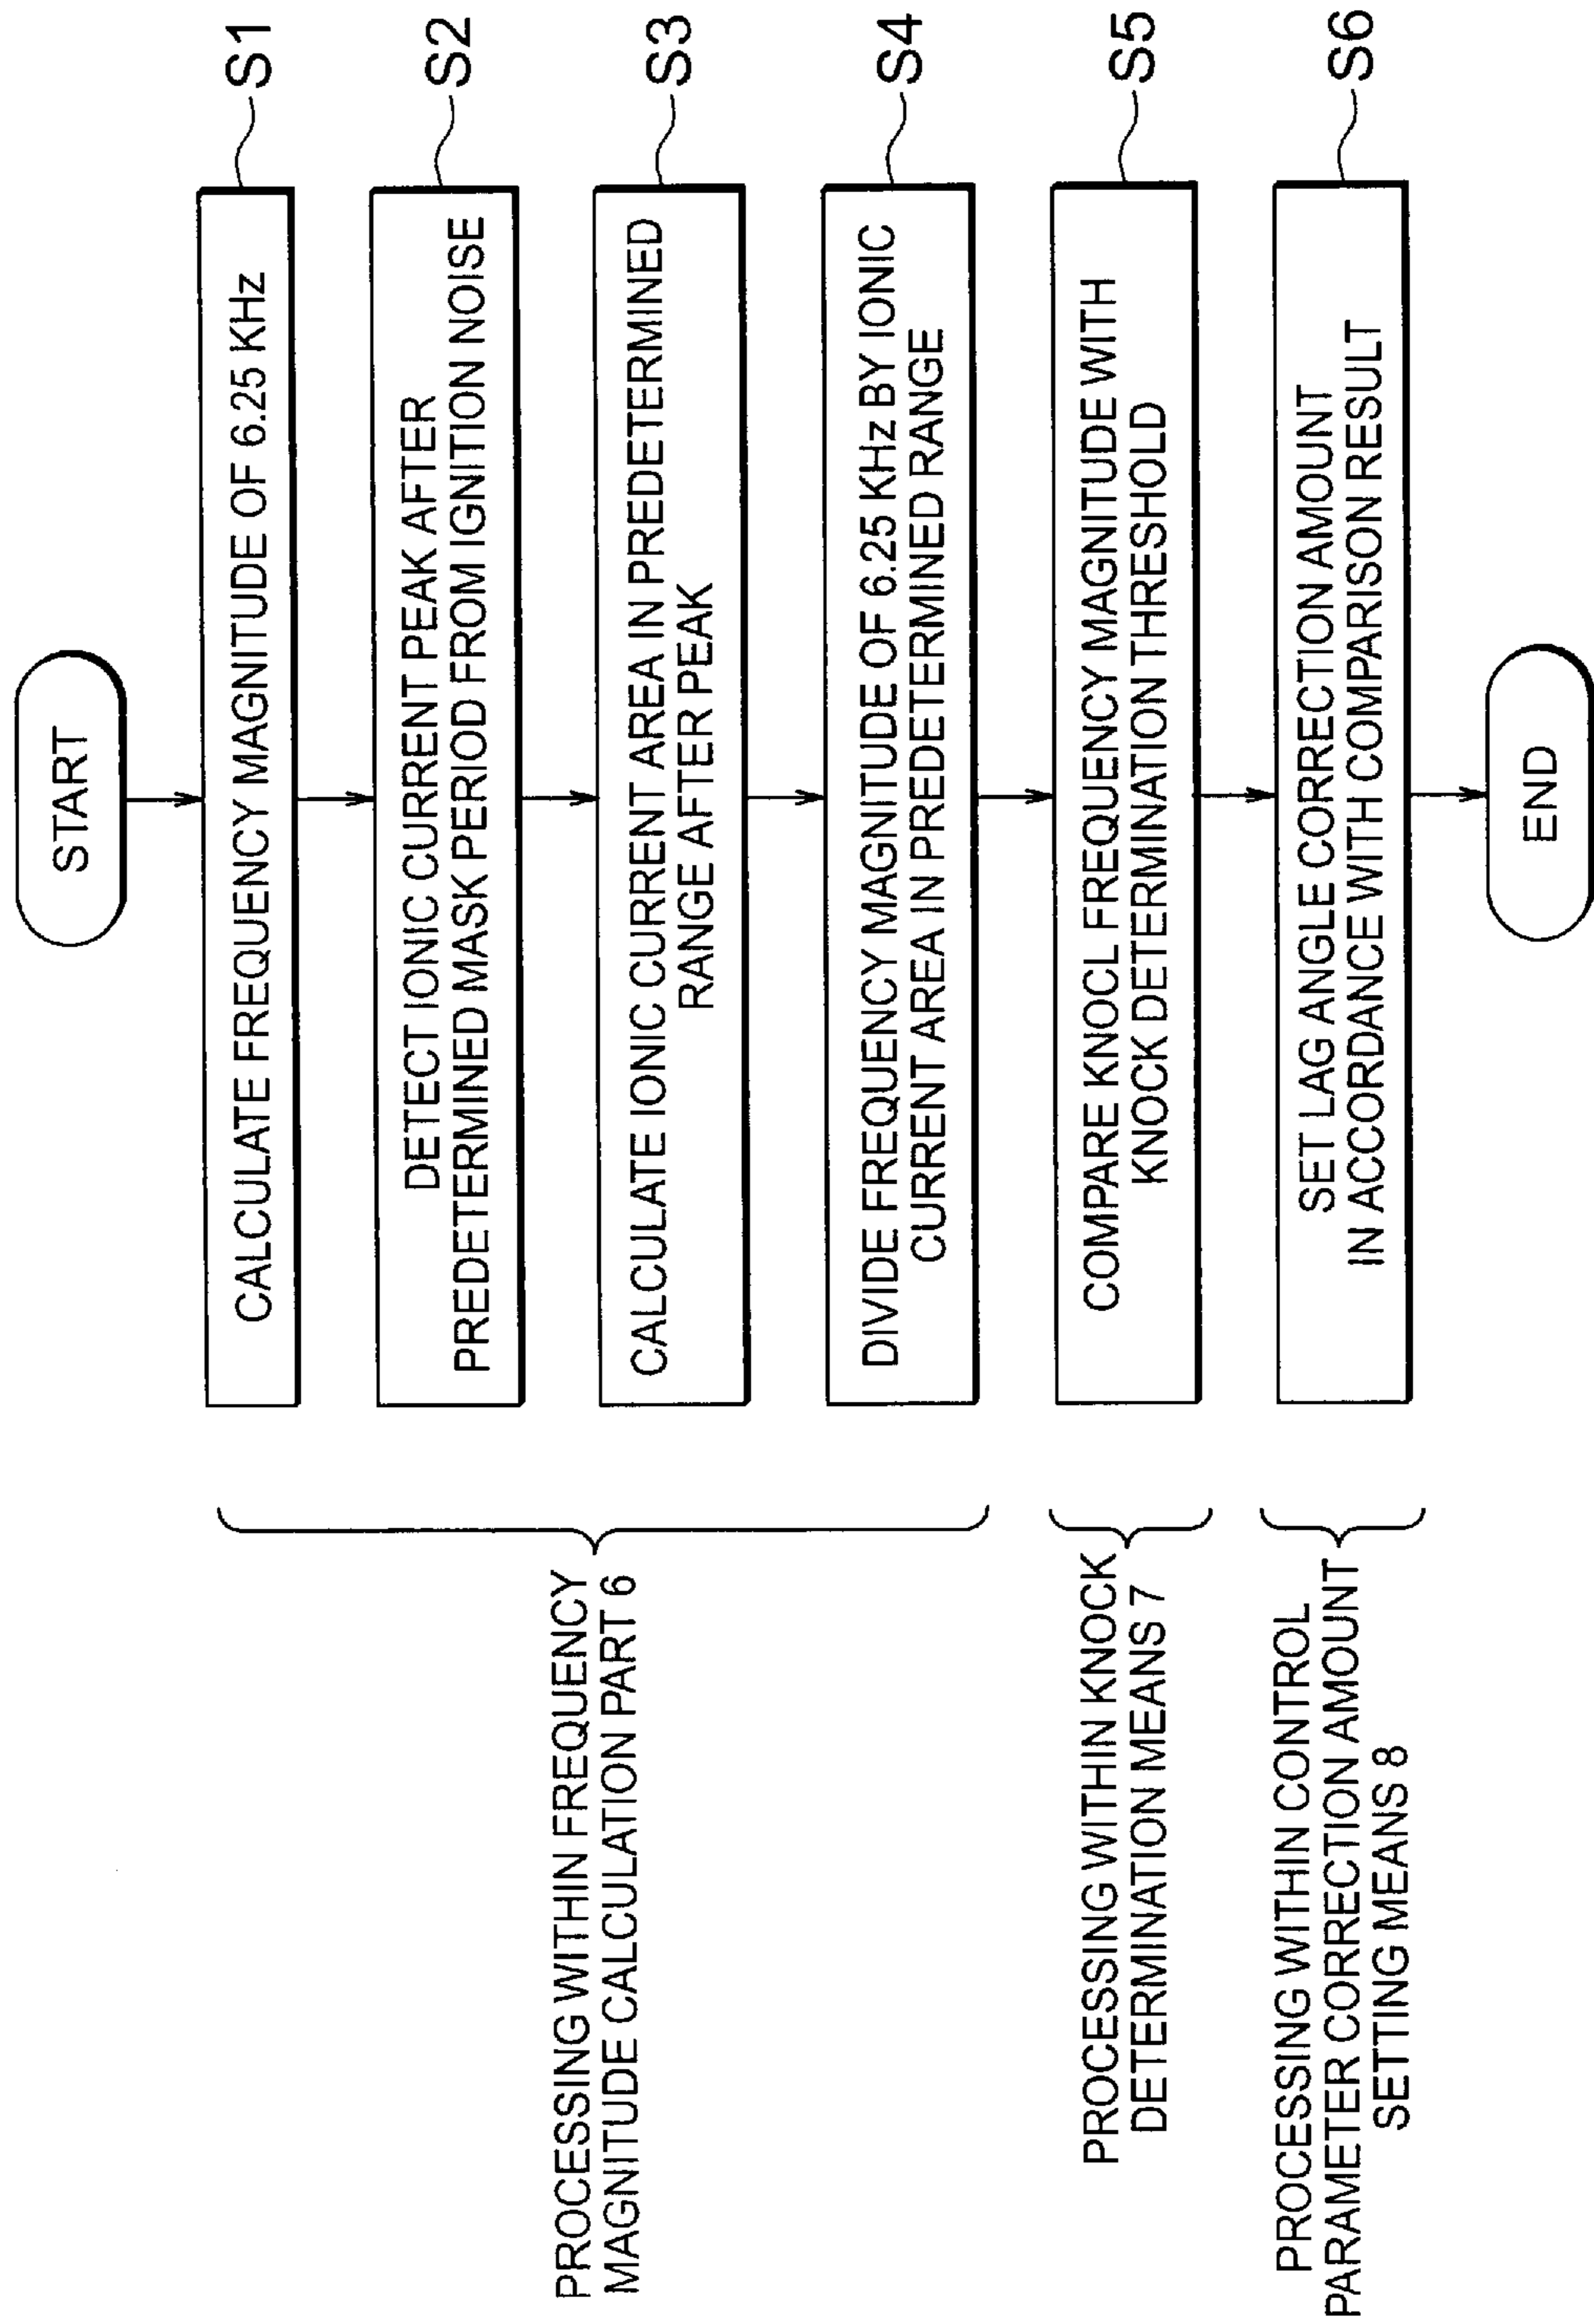 START
CALCULATE FREQUENCY MAGNITUDE OF 6.25 KHz
S1
DETECT IONIC CURRENT PEAK AFTER
PREDETERMINED MASK PERIOD FROM IGNITION NOISE
S2
CALCULATE IONIC CURRENT AREA IN PREDETERMINED
RANGE AFTER PEAK
S3
DIVIDE FREQUENCY MAGNITUDE OF 6.25 KHz BY IONIC
CURRENT AREA IN PREDETERMINED RANGE
S4
PROCESSING WITHIN FREQUENCY
MAGNITUDE CALCULATION PART 6
COMPARE KNOCL FREQUENCY MAGNITUDE WITH
KNOCK DETERMINATION THRESHOLD
S5
PROCESSING WITHIN KNOCK
DETERMINATION MEANS 7
SET LAG ANGLE CORRECTION AMOUNT
IN ACCORDANCE WITH COMPARISON RESULT
S6
PROCESSING WITHIN CONTROL
PARAMETER CORRECTION AMOUNT
SETTING MEANS 8
END